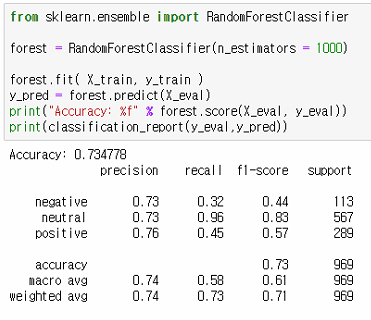 from sklearn.ensemble import RandomForestClassifier
forest = RandomForestClassifier(n_estimators = 1000)
forest.fit( X_train, y_train )
y_pred = forest.predict(X_eval)
print("Accuracy: %f" % forest.score(X_eval, y_eval))
print(classification_report(y_eval,y_pred))
Accuracy: 0.734778
precision recall f1-score support
negative 0.73 0.32 0.44 113
neutral 0.73 0.96 0.83 567
positive 0.76 0.45 0.57 289
accuracy 0.73 969
macro avg 0.74 0.58 0.61 969
weighted avg 0.74 0.73 0.71 969